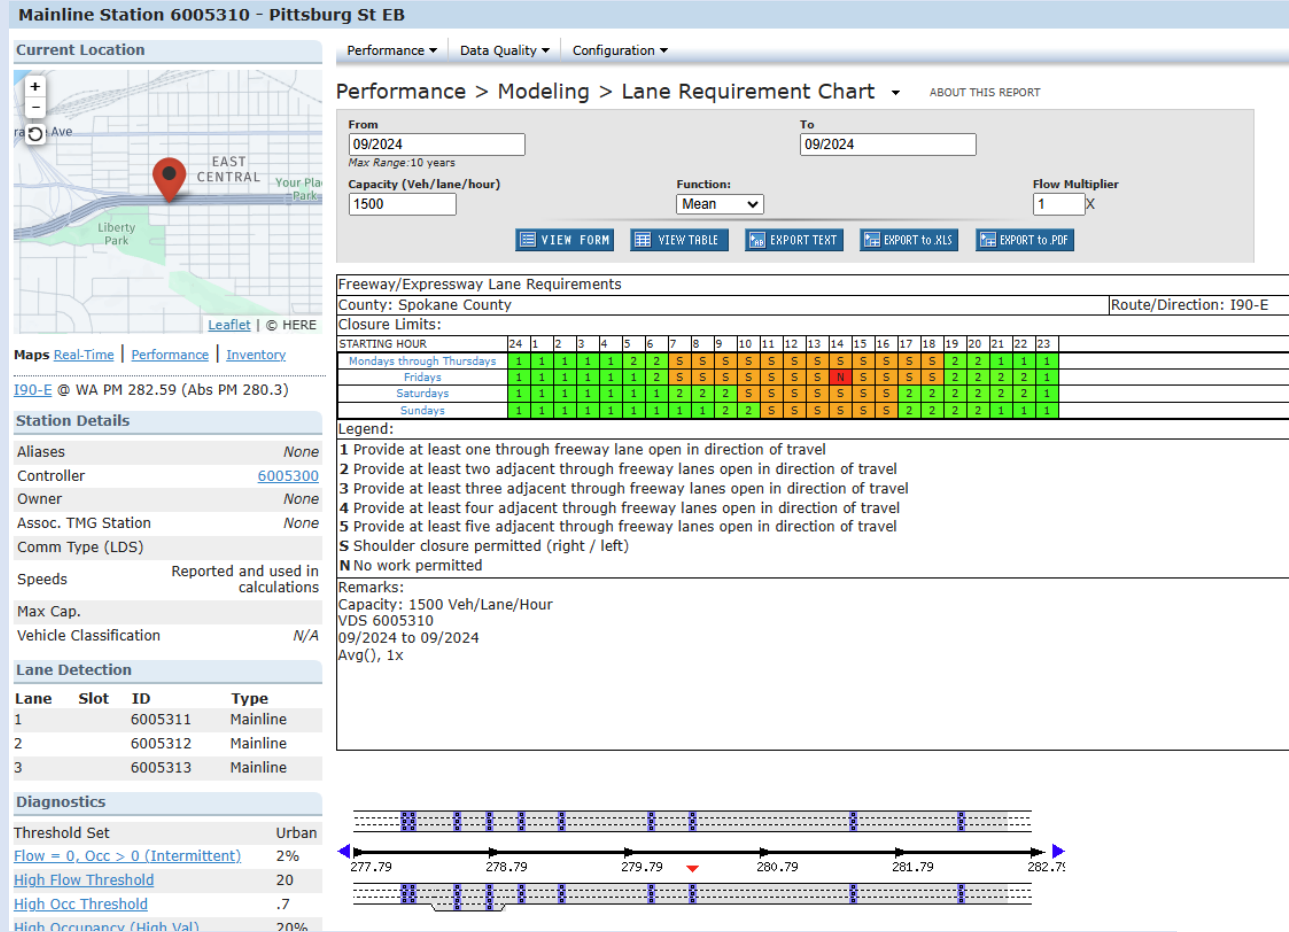 Mainline Station 6005310 - Pittsburg St EB
Current Location
+
−
Ave
EAST
CENTRAL
Your Pla
Park
Liberty
Park
Leaflet | © HERE
Maps Real-Time | Performance | Inventory
I90-E @ WA PM 282.59 (Abs PM 280.3)
Station Details
Aliases None
Controller 6005300
Owner None
Assoc. TMG Station None
Comm Type (LDS)
Speeds Reported and used in
calculations
Max Cap.
Vehicle Classification N/A
Lane Detection
Lane Slot ID Type
1 6005311 Mainline
2 6005312 Mainline
3 6005313 Mainline
Diagnostics
Threshold Set Urban
Flow = 0, Occ > 0 (Intermittent) 2%
High Flow Threshold 20
High Occ Threshold .7
High Occupancy (High Val) 20%
Performance Data Quality Configuration
Performance > Modeling > Lane Requirement Chart ABOUT THIS REPORT
From To
09/2024 09/2024
Max Range:10 years
Capacity (Veh/lane/hour) Function: Flow Multiplier
1500 Mean 1 X
VIEW FORM VIEW TABLE EXPORT TEXT EXPORT to .XLS EXPORT to .PDF
Freeway/Expressway Lane Requirements
County: Spokane County Route/Direction: I90-E
Closure Limits:
STARTING HOUR 24 1 2 3 4 5 6 7 8 9 10 11 12 13 14 15 16 17 18 19 20 21 22 23
Mondays through Thursdays 1 1 1 1 1 2 2 S S S S S S S S S S S S 2 2 1 1 1
Fridays 1 1 1 1 1 1 2 S S S S S S S N S S S S 2 2 2 2 1
Saturdays 1 1 1 1 1 1 1 2 2 2 S S S S S S S 2 2 2 2 2 2 1
Sundays 1 1 1 1 1 1 1 1 1 2 2 S S S S S S 2 2 2 2 1 1 1
Legend:
1 Provide at least one through freeway lane open in direction of travel
2 Provide at least two adjacent through freeway lanes open in direction of travel
3 Provide at least three adjacent through freeway lanes open in direction of travel
4 Provide at least four adjacent through freeway lanes open in direction of travel
5 Provide at least five adjacent through freeway lanes open in direction of travel
S Shoulder closure permitted (right / left)
N No work permitted
Remarks:
Capacity: 1500 Veh/Lane/Hour
VDS 6005310
09/2024 to 09/2024
Avg(), 1x
277.79 278.79 279.79 280.79 281.79 282.79